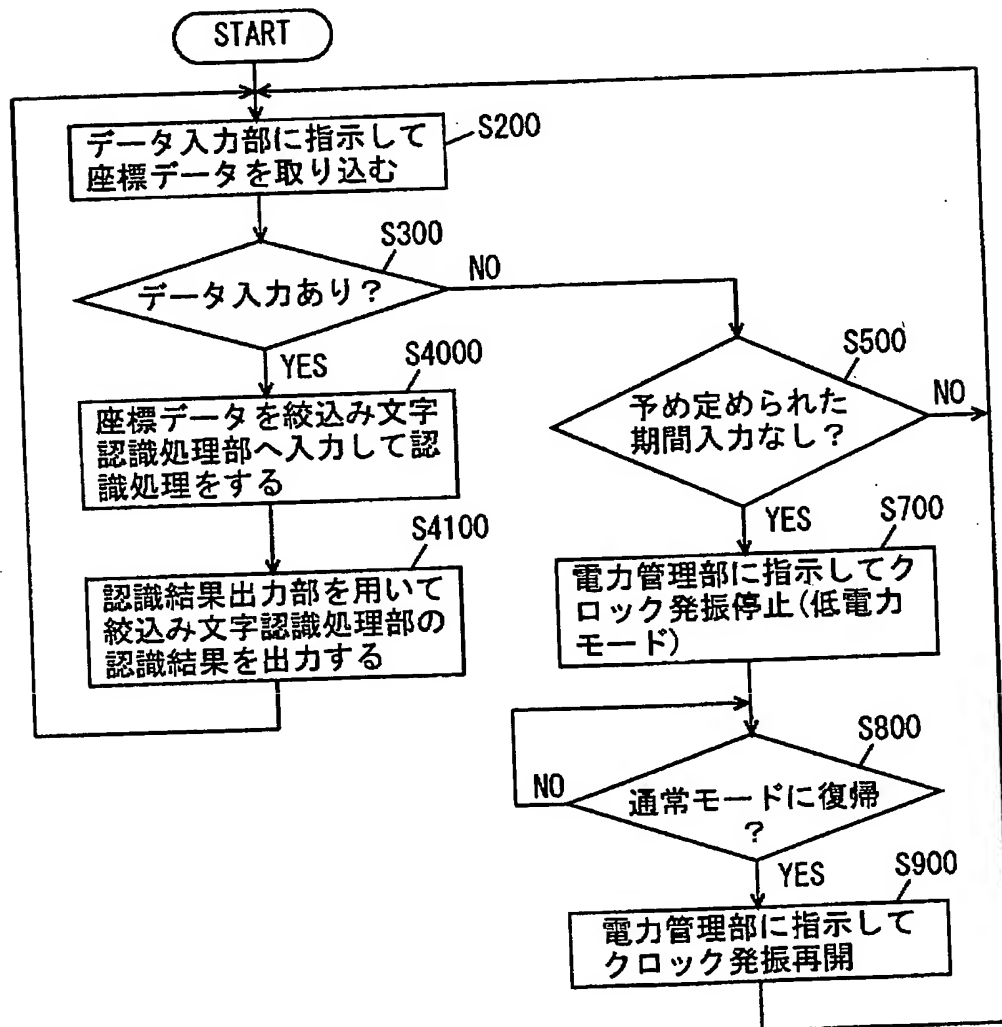 START
データ入力部に指示して
座標データを取り込む
S200
データ入力あり?
S300
NO
YES
座標データを絞込み文字
認識処理部へ入力して認
識処理をする
S4000
認識結果出力部を用いて
絞込み文字認識処理部の
認識結果を出力する
S4100
予め定められた
期間入力なし?
S500
NO
YES
電力管理部に指示してク
ロック発振停止(低電力
モード)
S700
通常モードに復帰
?
S800
NO
YES
電力管理部に指示して
クロック発振再開
S900